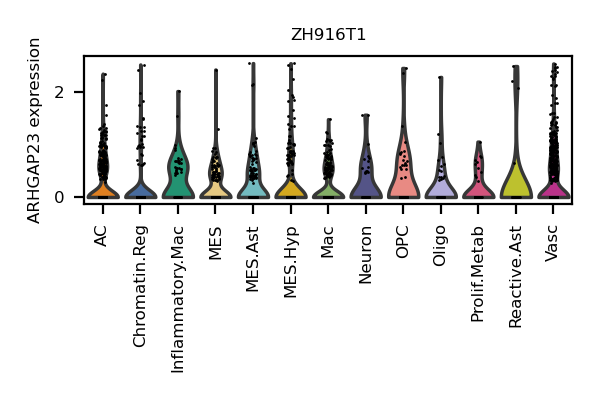 ZH916T1
ARHGAP23 expression
2
0
AC
Chromatin.Reg
Inflammatory.Mac
MES
MES.Ast
MES.Hyp
Mac
Neuron
OPC
Oligo
Prolif.Metab
Reactive.Ast
Vasc